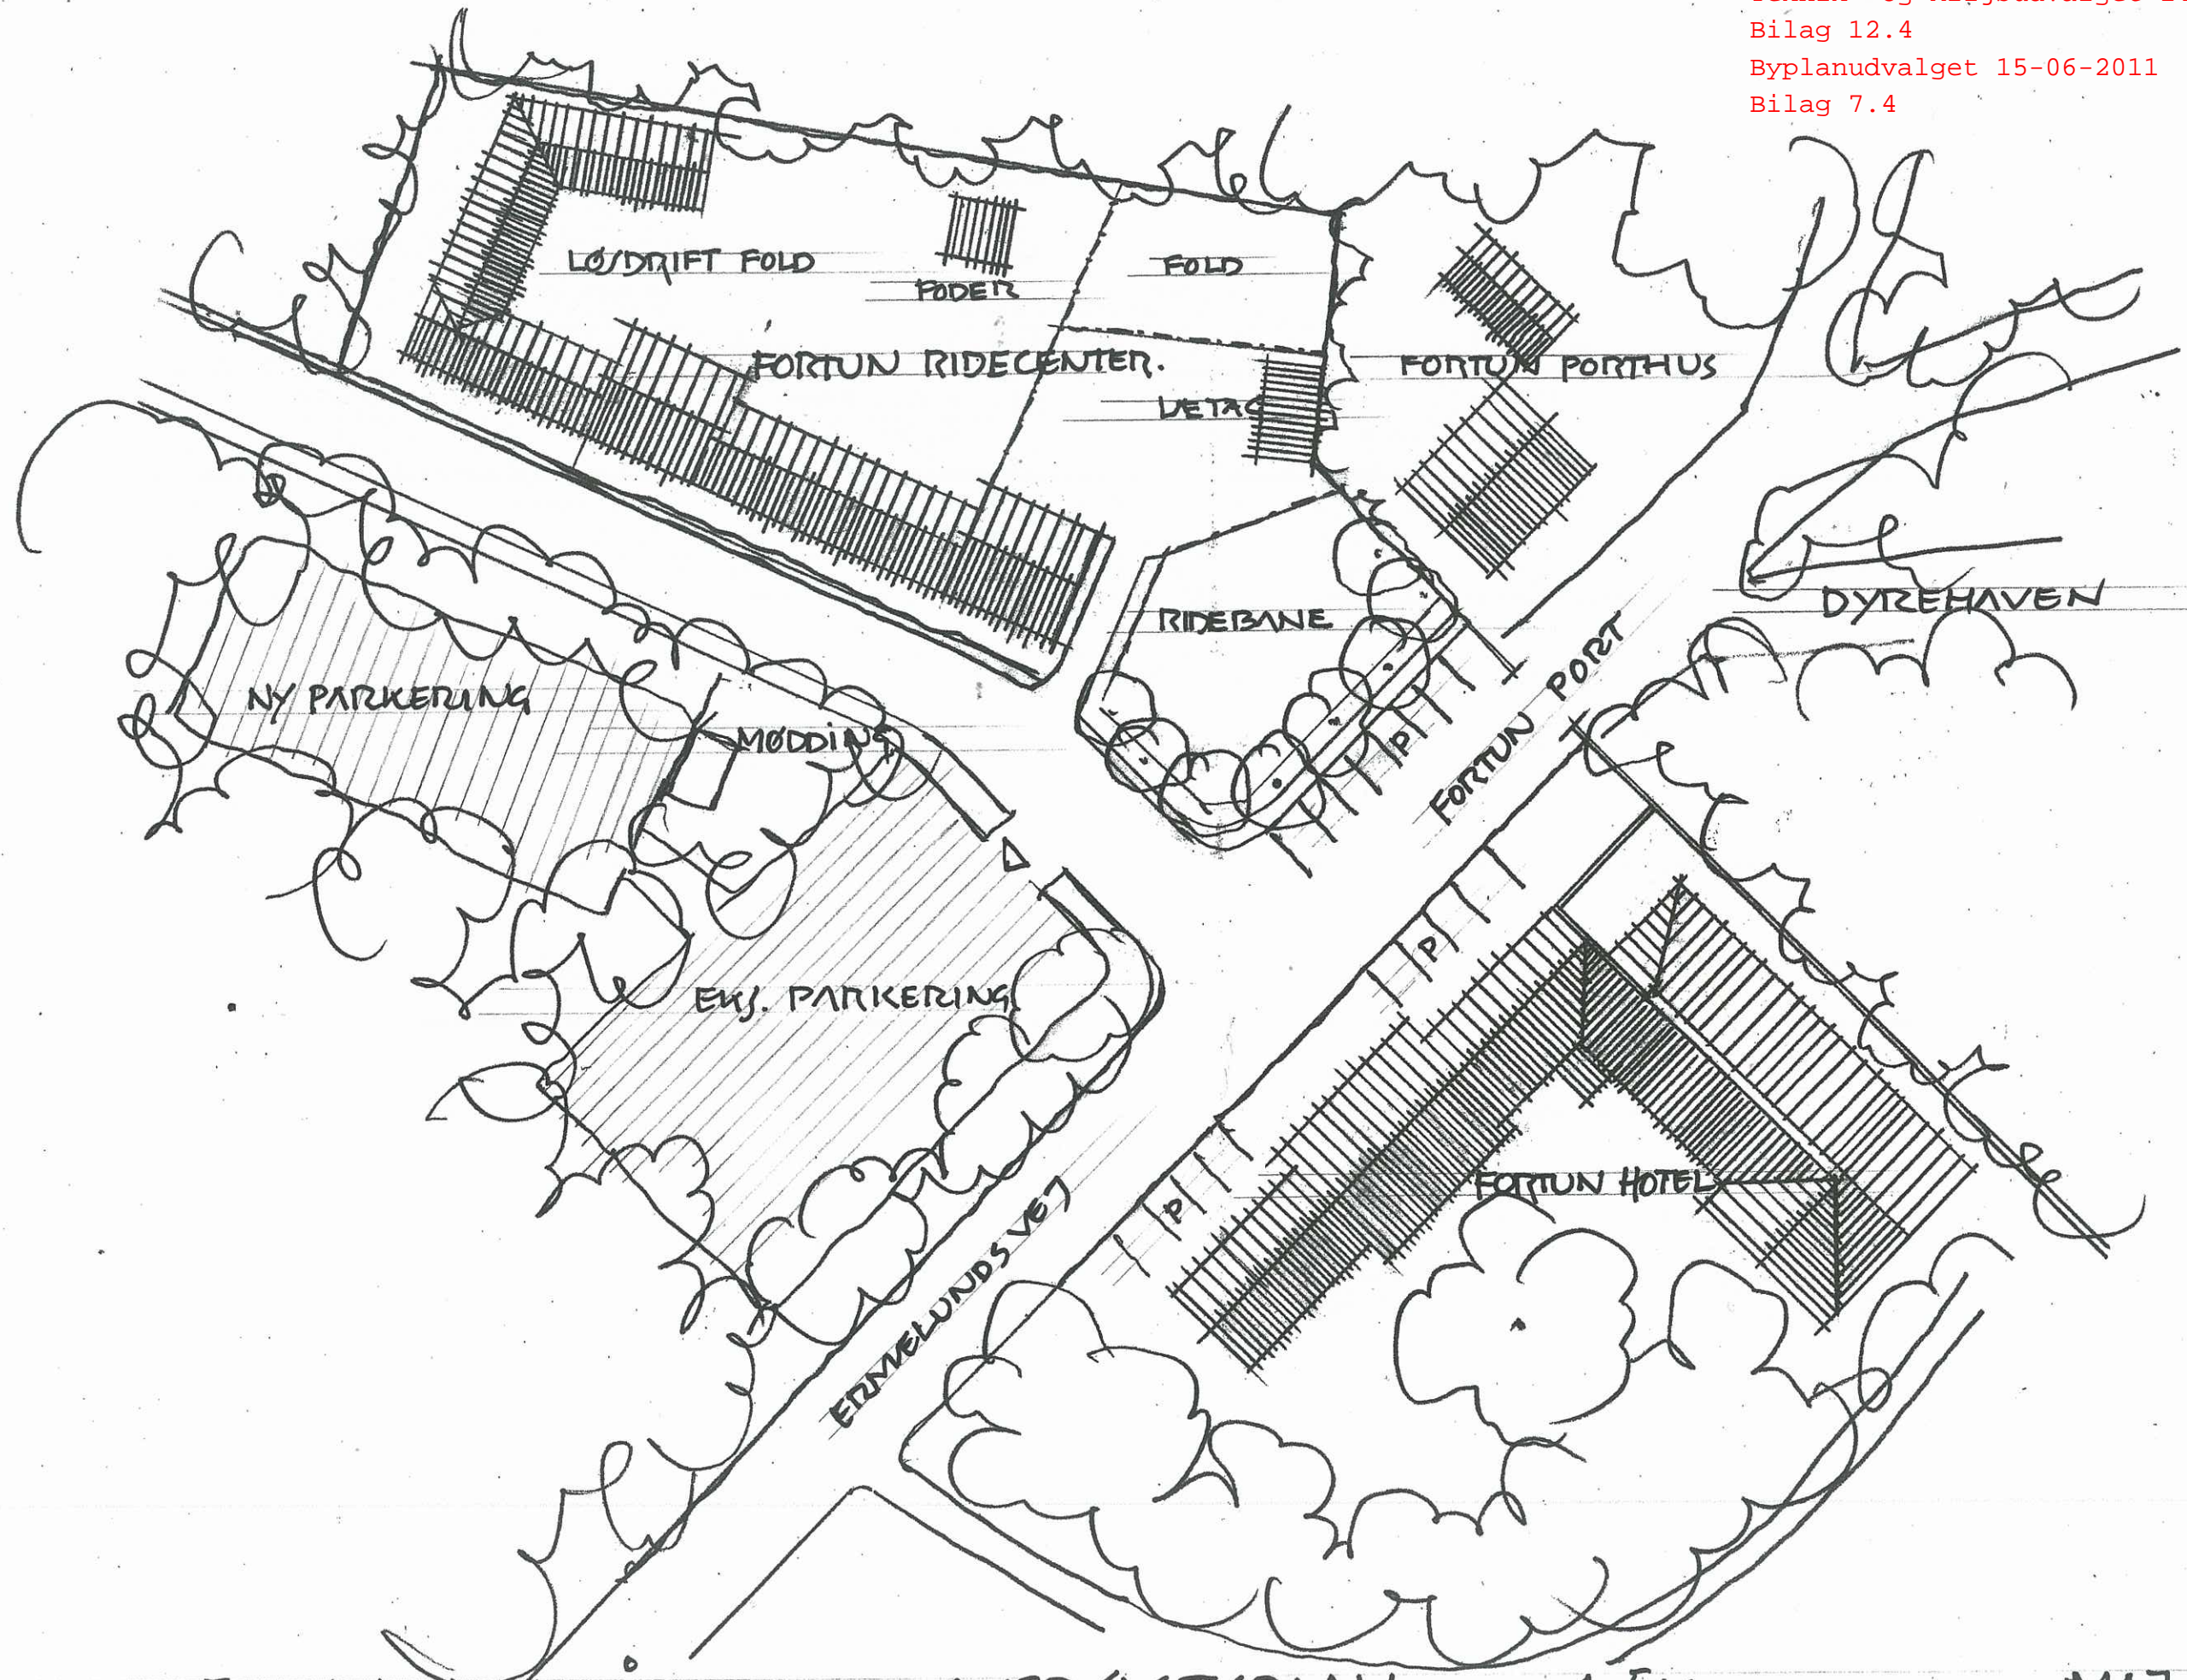 Bilag 12.4
Byplanudvalget 15-06-2011
Bilag 7.4
LØSDRIFT FOLD
FODER
FOLD
FORTUN RIDECENTER.
FORTUN PORTHUS
RIDEBANE
DYREHAVEN
NY PARKERING
MØDDING
P
FORTUN PORT
P
EKS. PARKERING
P
FORTUN HOTEL
ERMELUNDSVEJ